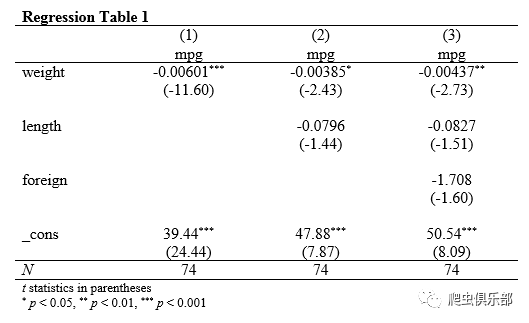 Regression Table 1
(1) (2) (3)
mpg mpg mpg
weight -0.00601*** -0.00385* -0.00437**
(-11.60) (-2.43) (-2.73)
length -0.0796 -0.0827
(-1.44) (-1.51)
foreign -1.708
(-1.60)
_cons 39.44*** 47.88*** 50.54***
(24.44) (7.87) (8.09)
N 74 74 74
t statistics in parentheses
* p < 0.05, ** p < 0.01, *** p < 0.001
爬虫俱乐部